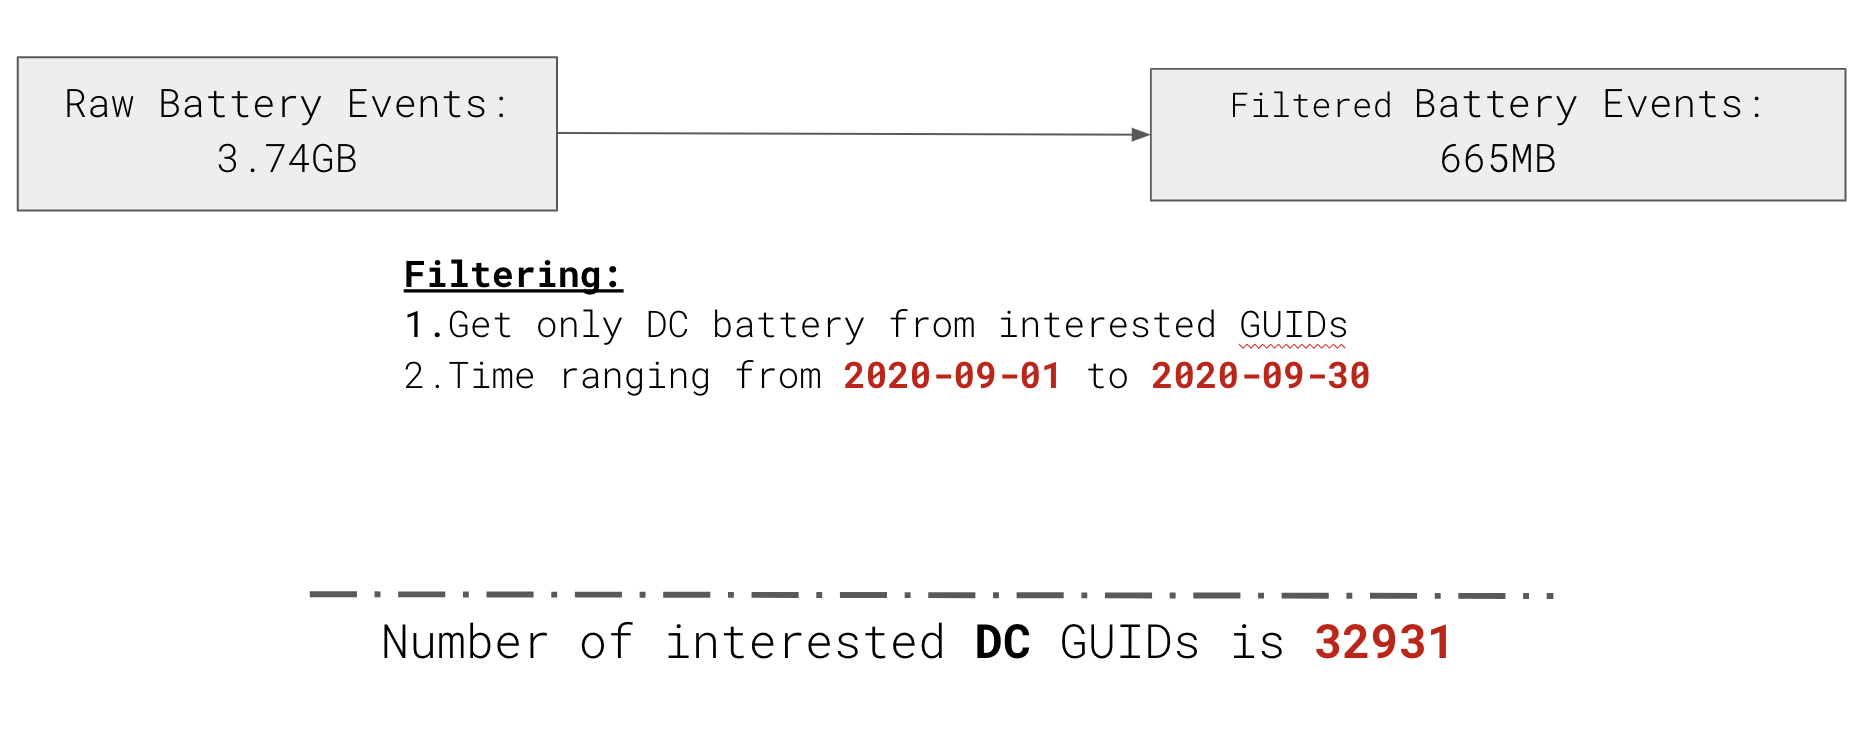 Raw Battery Events:
3.74GB
Filtered Battery Events:
665MB
Filtering:
1.Get only DC battery from interested GUIDs
2.Time ranging from 2020-09-01 to 2020-09-30
Number of interested DC GUIDs is 32931